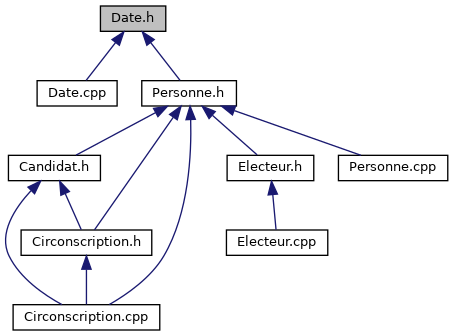 Date.h
Date.cpp
Personne.h
Candidat.h
Electeur.h
Personne.cpp
Circonscription.h
Electeur.cpp
Circonscription.cpp